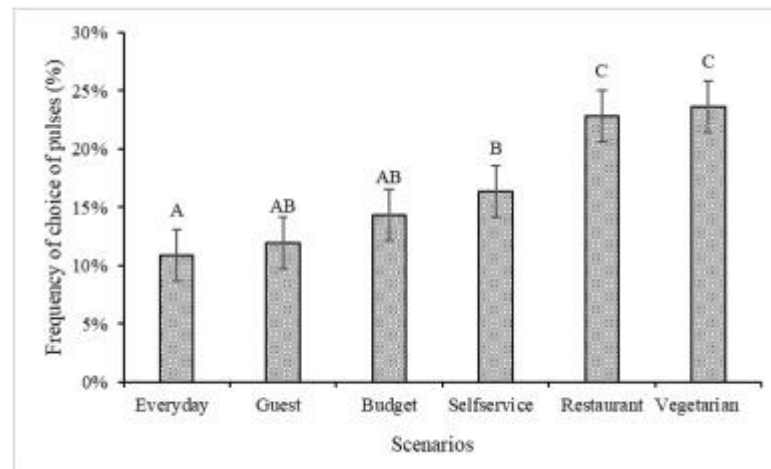 30%
25%
20%
15%
10%
5%
0%
Frequency of choice of pulses (%)
A
AB
AB
B
C
C
Everyday Guest Budget Selfservice Restaurant Vegetarian
Scenarios